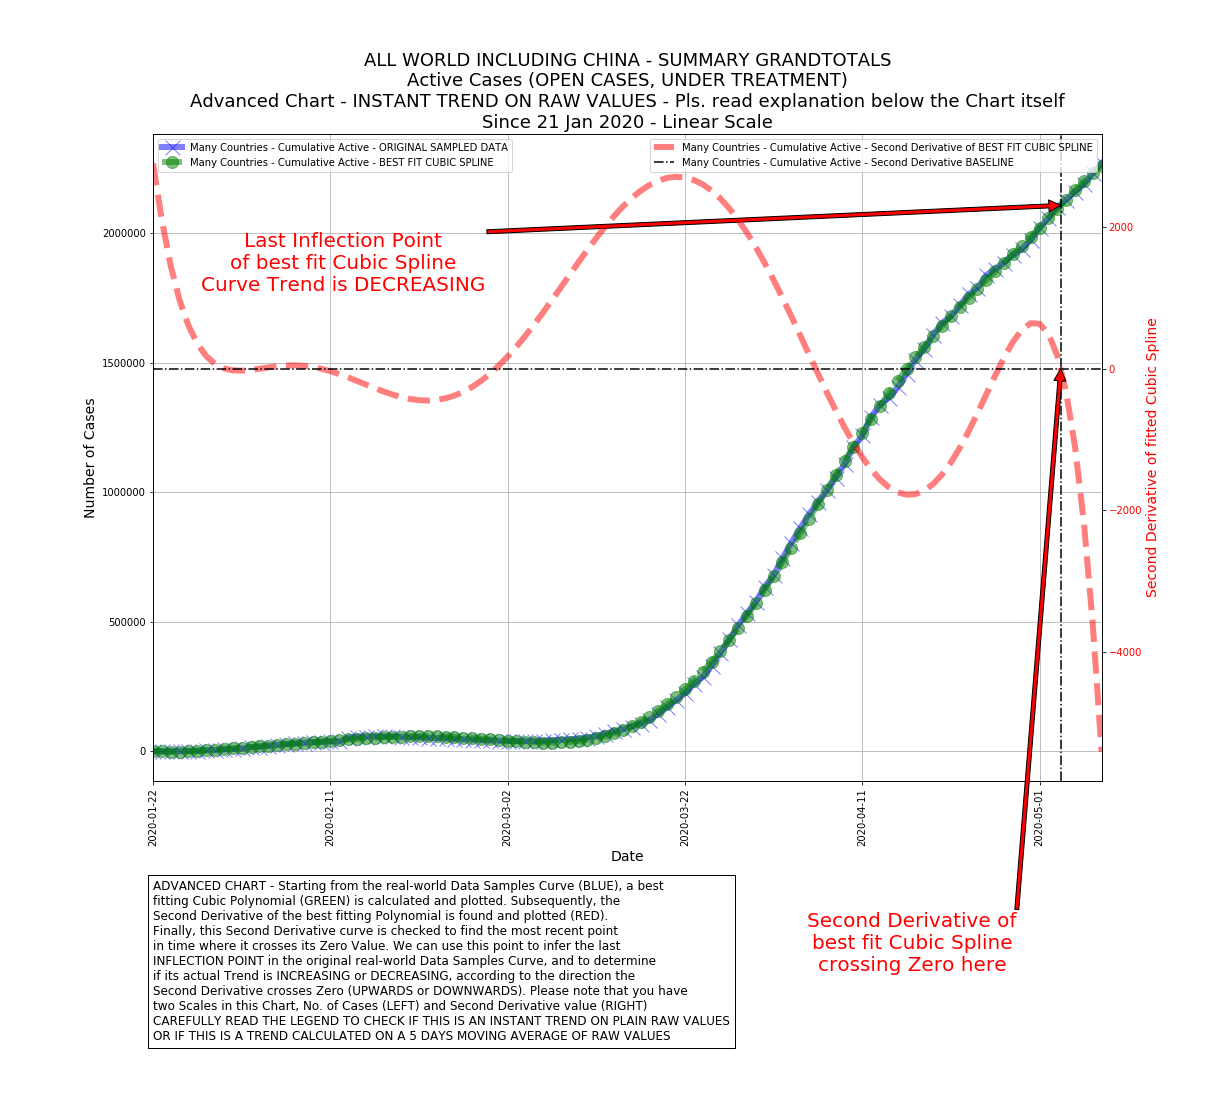 ALL WORLD INCLUDING CHINA - SUMMARY GRANDTOTALS
Active Cases (OPEN CASES, UNDER TREATMENT)
Advanced Chart - INSTANT TREND ON RAW VALUES - Pls. read explanation below the Chart itself
Since 21 Jan 2020 - Linear Scale
Many Countries - Cumulative Active - ORIGINAL SAMPLED DATA
Many Countries - Cumulative Active - BEST FIT CUBIC SPLINE
Many Countries - Cumulative Active - Second Derivative of BEST FIT CUBIC SPLINE
Many Countries - Cumulative Active - Second Derivative BASELINE
Last Inflection Point
of best fit Cubic Spline
Curve Trend is DECREASING
Number of Cases
2000000
1500000
1000000
500000
0
2000
0
−2000
−4000
Second Derivative of fitted Cubic Spline
2020-01-22
2020-02-11
2020-03-02
2020-03-22
2020-04-11
2020-05-01
Date
ADVANCED CHART - Starting from the real-world Data Samples Curve (BLUE), a best
fitting Cubic Polynomial (GREEN) is calculated and plotted. Subsequently, the
Second Derivative of the best fitting Polynomial is found and plotted (RED).
Finally, this Second Derivative curve is checked to find the most recent point
in time where it crosses its Zero Value. We can use this point to infer the last
INFLECTION POINT in the original real-world Data Samples Curve, and to determine
if its actual Trend is INCREASING or DECREASING, according to the direction the
Second Derivative crosses Zero (UPWARDS or DOWNWARDS). Please note that you have
two Scales in this Chart, No. of Cases (LEFT) and Second Derivative value (RIGHT)
CAREFULLY READ THE LEGEND TO CHECK IF THIS IS AN INSTANT TREND ON PLAIN RAW VALUES
OR IF THIS IS A TREND CALCULATED ON A 5 DAYS MOVING AVERAGE OF RAW VALUES
Second Derivative of
best fit Cubic Spline
crossing Zero here